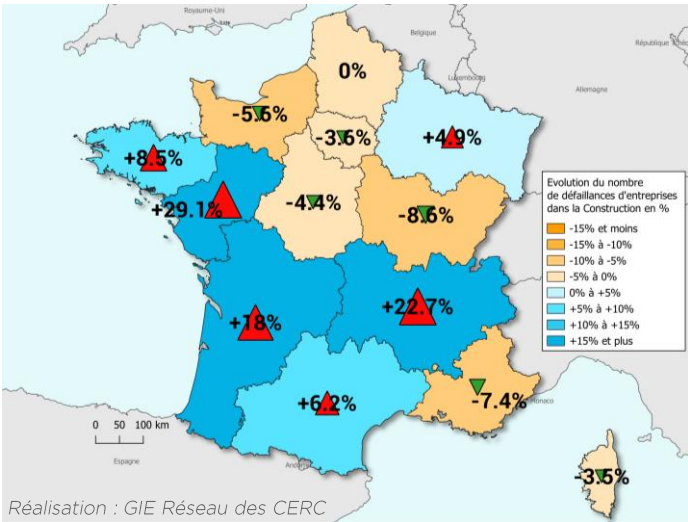 Royaume-Uni
Belgique
Luxembourg
Allemagne
0%
-5.6%
-3.6%
+4.9%
+8.5%
+29.1%
-4.4%
-8.6%
Evolution du nombre
de défaillances d'entreprises
dans la Construction en %
-15% et moins
-15% à -10%
-10% à -5%
-5% à 0%
0% à +5%
+5% à +10%
+10% à +15%
+15% et plus
+18%
+22.7%
+6.2%
-7.4%
Monaco
0 50 100 km
Espagne
-3.5%
Réalisation : GIE Réseau des CERC